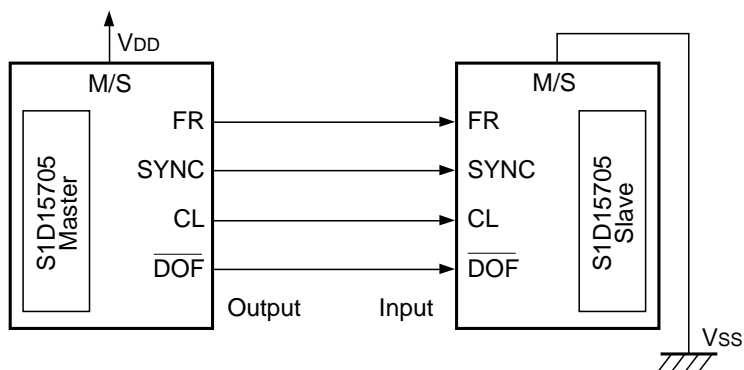 VDD
M/S
M/S
FR
FR
SYNC
SYNC
CL
CL
DOF
DOF
S1D15705
Master
S1D15705
Slave
Output
Input
VSS